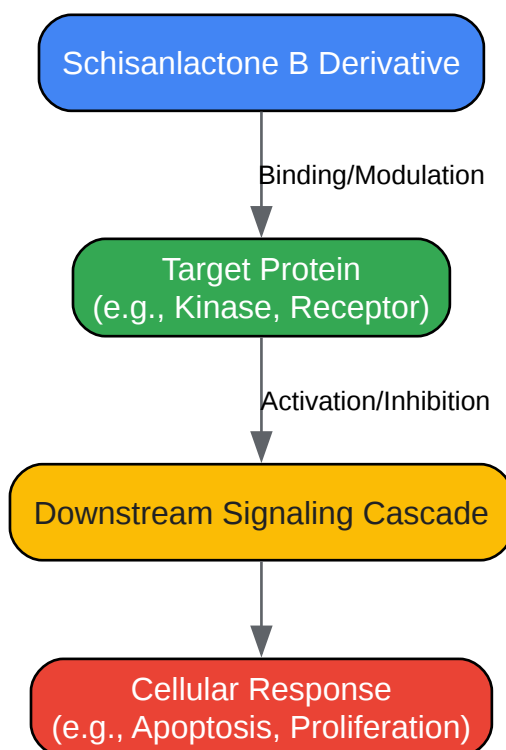 Schisanlactone B Derivative
Binding/Modulation
Target Protein
(e.g., Kinase, Receptor)
Activation/Inhibition
Downstream Signaling Cascade
Cellular Response
(e.g., Apoptosis, Proliferation)